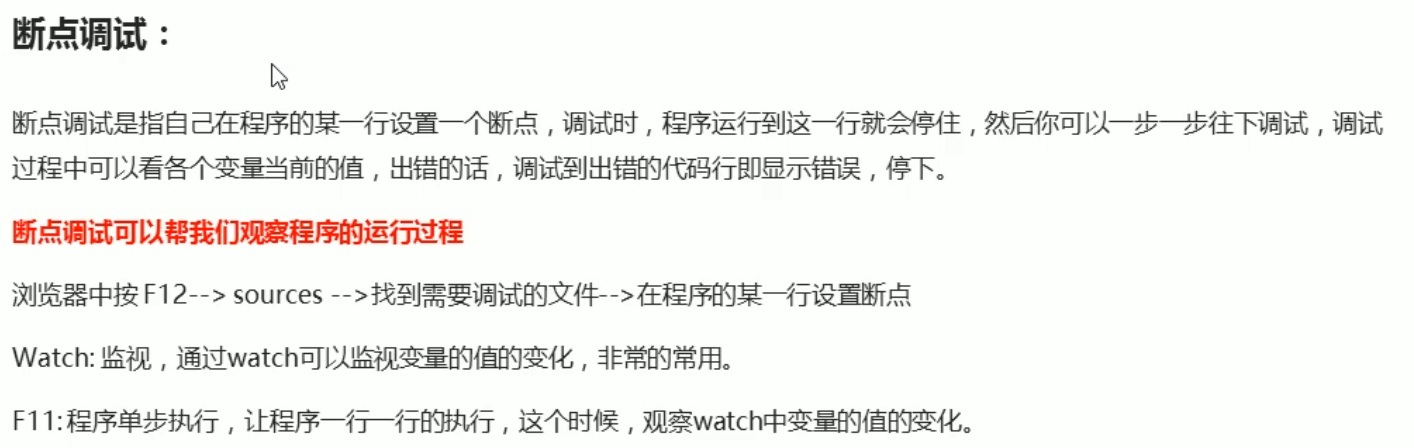 断点调试：
断点调试是指自己在程序的某一行设置一个断点，调试时，程序运行到这一行就会停住，然后你可以一步一步往下调试，调试
过程中可以看各个变量当前的值，出错的话，调试到出错的代码行即显示错误，停下。
断点调试可以帮我们观察程序的运行过程
浏览器中按 F12--> sources -->找到需要调试的文件-->在程序的某一行设置断点
Watch: 监视，通过watch可以监视变量的值的变化，非常的常用。
F11: 程序单步执行，让程序一行一行的执行，这个时候，观察watch中变量的值的变化。